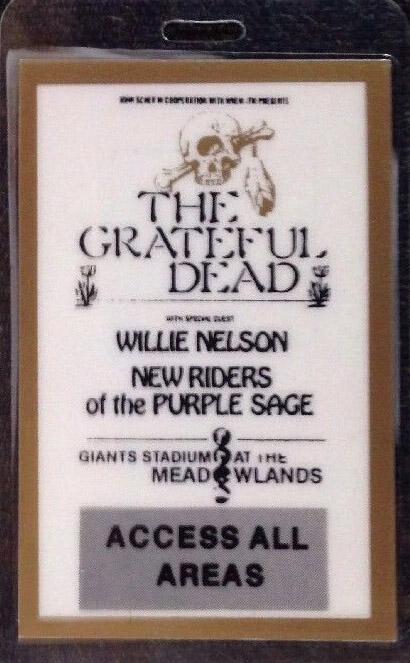 JOHN SCHER IN COOPERATION WITH WNEW-FM PRESENTS
THE
GRATEFUL
DEAD
WITH SPECIAL GUEST
WILLIE NELSON
NEW RIDERS
of the PURPLE SAGE
GIANTS STADIUM AT THE
MEADOWLANDS
ACCESS ALL
AREAS